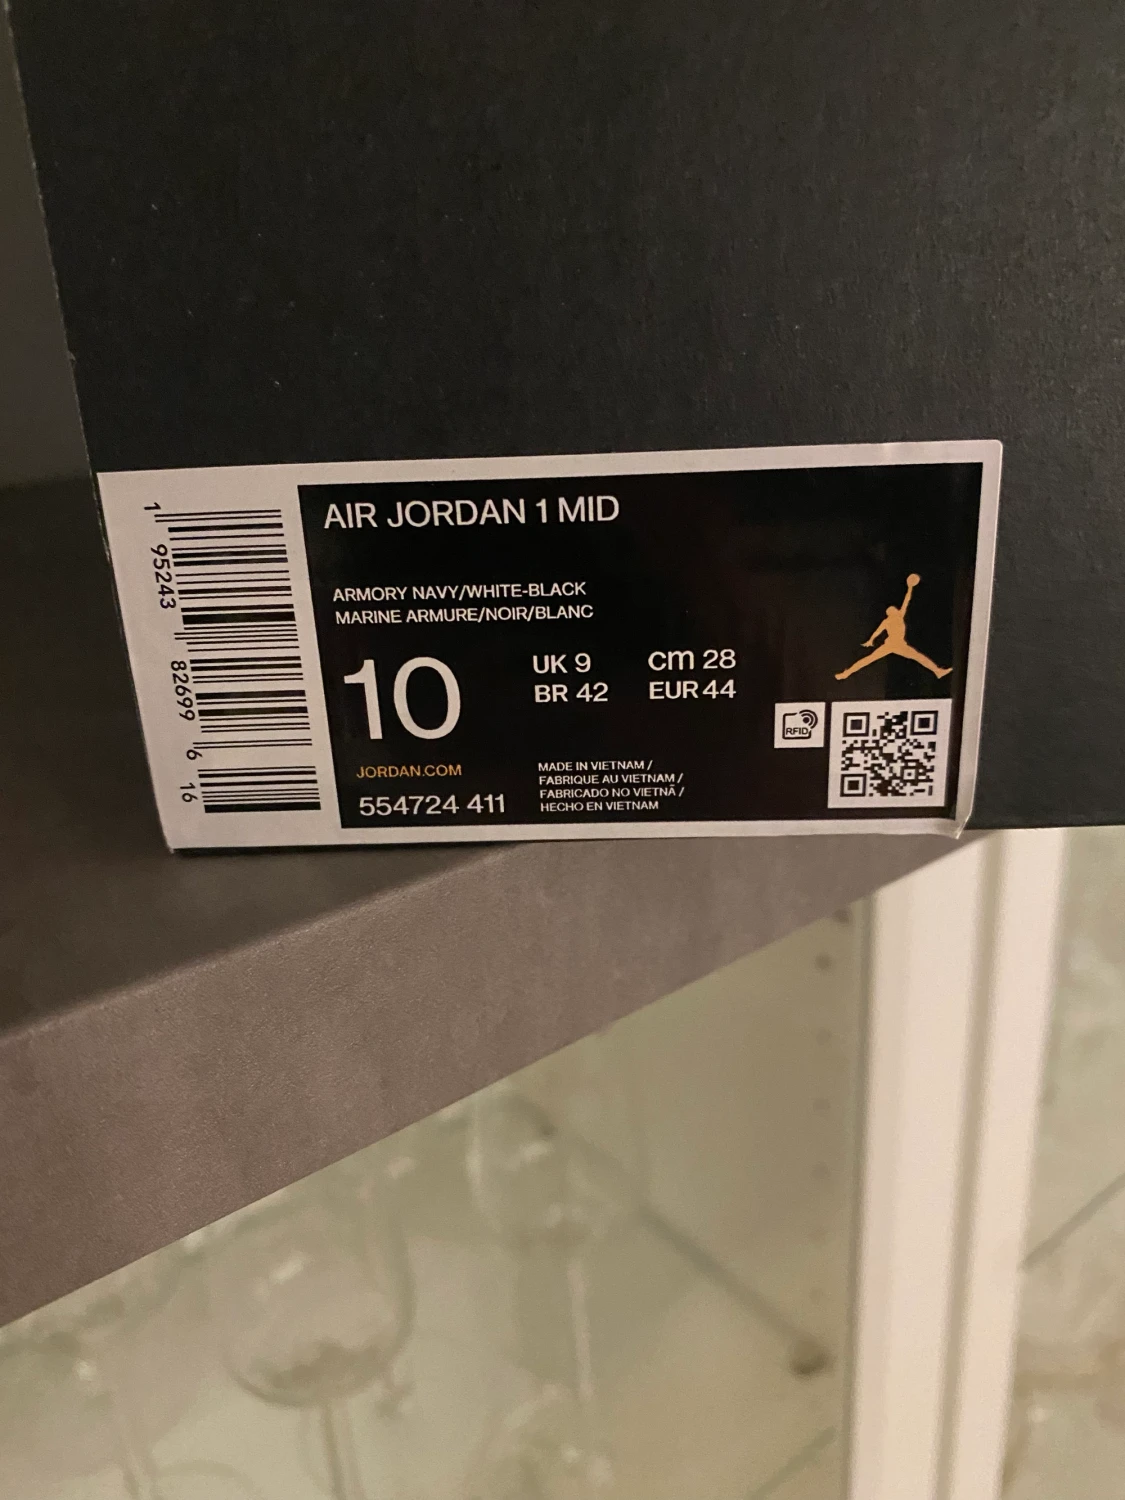 AIR JORDAN 1 MID
ARMORY NAVY/WHITE-BLACK
MARINE ARMURE/NOIR/BLANC
10
UK 9 cm 28
BR 42 EUR 44
JORDAN.COM
554724 411
MADE IN VIETNAM /
FABRIQUE AU VIETNAM /
FABRICADO NO VIETNÃ /
HECHO EN VIETNAM
RFID
1 95243 82699 6 16